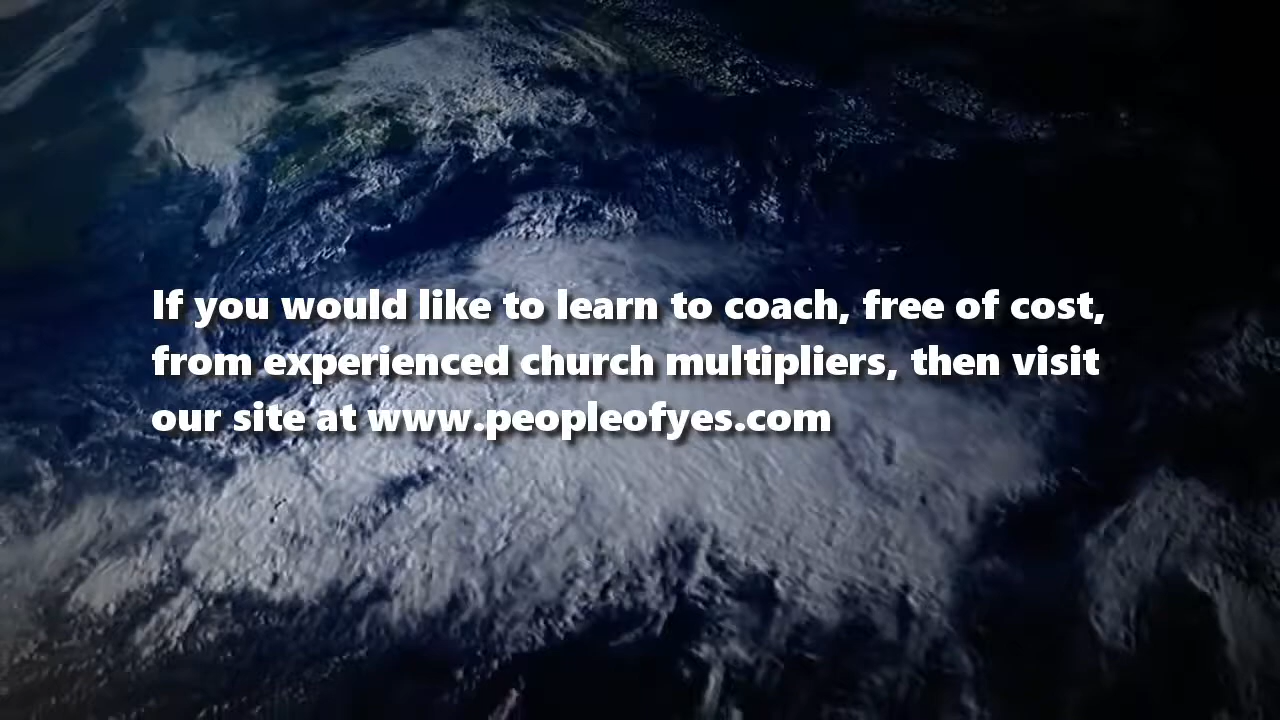 If you would like to learn to coach, free of cost,
from experienced church multipliers, then visit
our site at www.peopleofyes.com